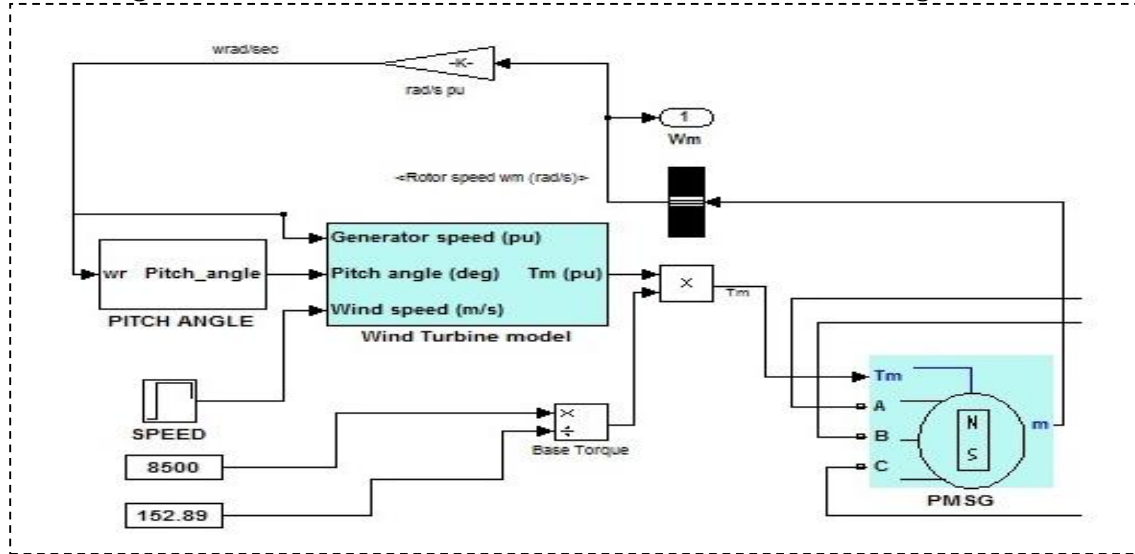 wrad/sec
-K-
rad/s pu
1
Wm
<Rotor speed wm (rad/s)>
Generator speed (pu)
wr Pitch_angle
Pitch angle (deg) Tm (pu)
×
Tm
Wind speed (m/s)
PITCH ANGLE
Wind Turbine model
Tm
A
B
C
N
S
m
PMSG
SPEED
×
÷
Base Torque
8500
152.89